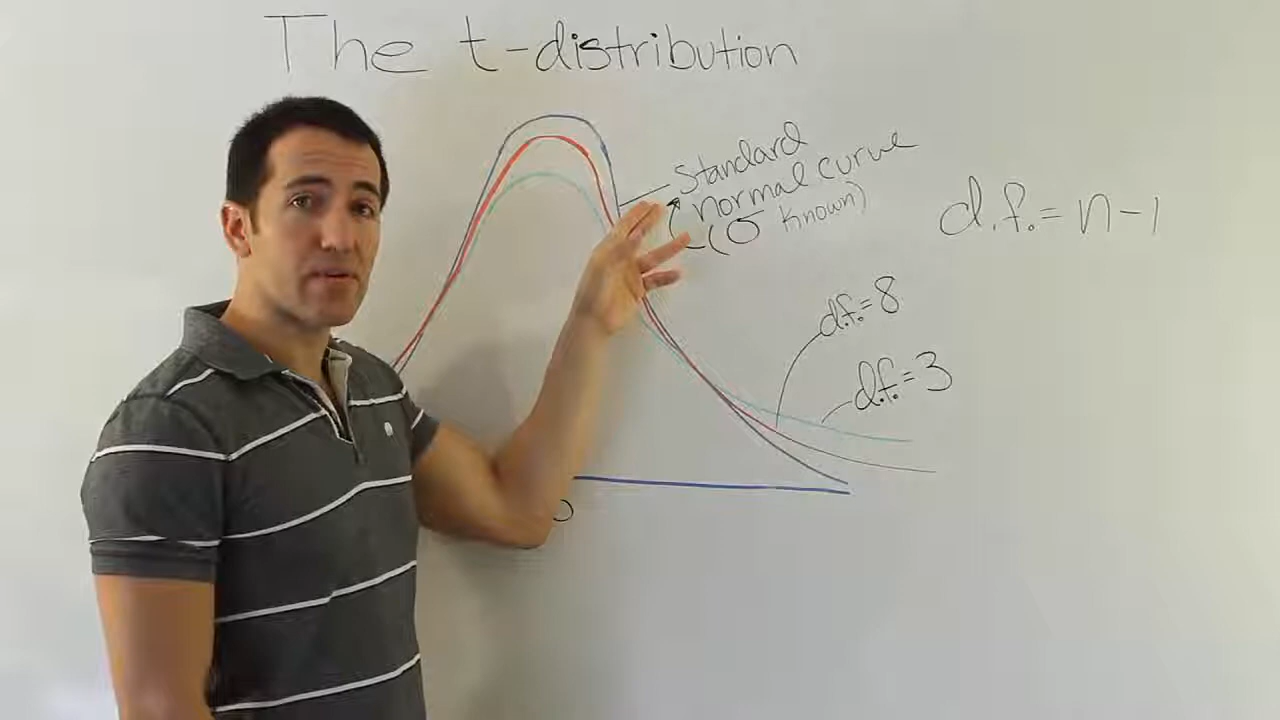 The t-distribution
Standard
normal curve
(σ known)
d.f. = n-1
d.f. = 8
d.f. = 3
0